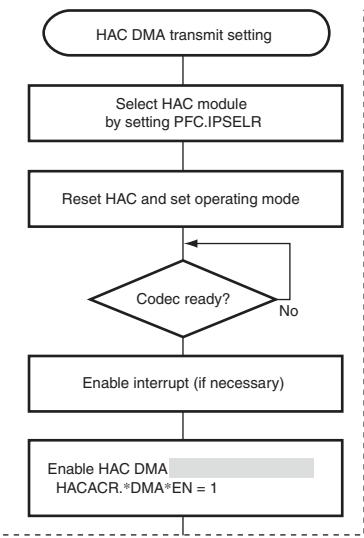 HAC DMA transmit setting
Select HAC module
by setting PFC.IPSELR
Reset HAC and set operating mode
Codec ready?
No
Enable interrupt (if necessary)
Enable HAC DMA
HACACR.*DMA*EN = 1